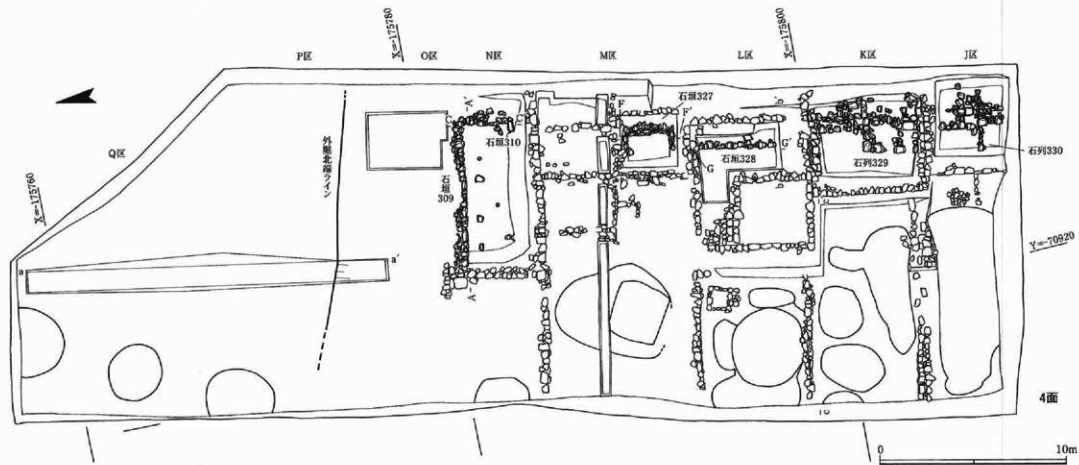 X=-175780
X=-175800
P区
O区
N区
M区
L区
K区
J区
Q区
X=-175760
外堀北端ライン
石垣310
石垣309
石垣327
石垣328
石列329
石列330
A
A´
C
B
F
F´
G
G´
b´
a
a´
Y=-70920
4面
0
10m